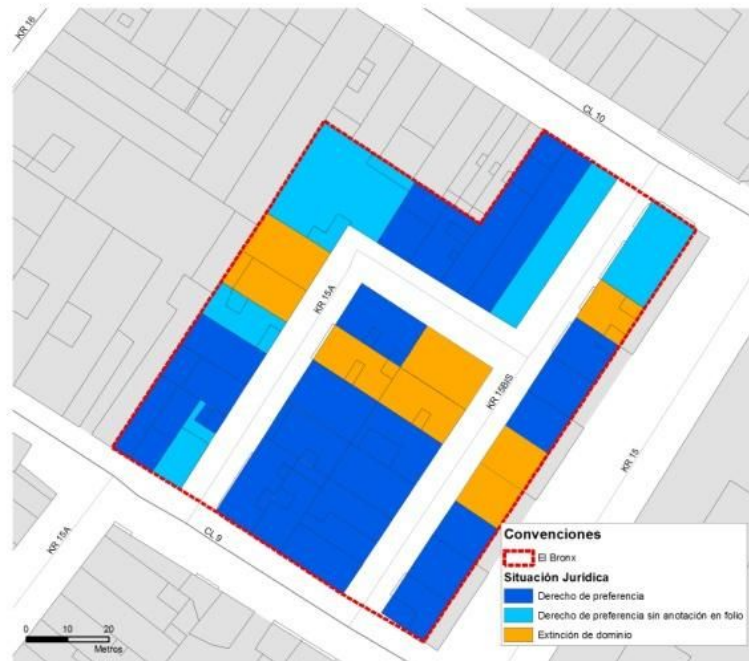 KR 16
CL 10
KR 15A
KR 15BIS
KR 15
CL 9
KR 15A
0 10 20
Metros
Convenciones
El Bronx
Situación Jurídica
Derecho de preferencia
Derecho de preferencia sin anotación en folio
Extinción de dominio